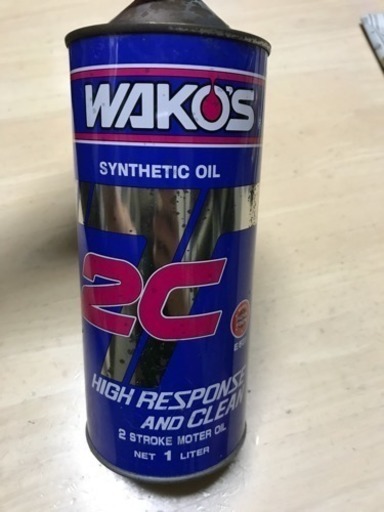 WAKO'S
SYNTHETIC OIL
2C
HIGH RESPONSE
AND CLEAN
2 STROKE MOTER OIL
NET 1 LITER